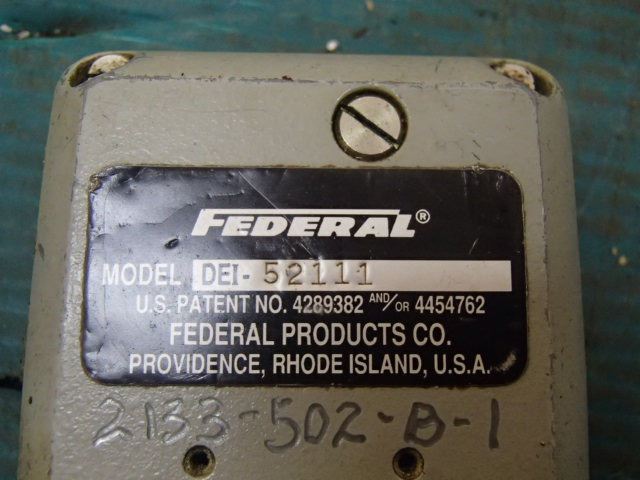 FEDERAL®
MODEL DEI-52111
U.S. PATENT NO. 4289382 AND/OR 4454762
FEDERAL PRODUCTS CO.
PROVIDENCE, RHODE ISLAND, U.S.A.
2133-502-B-1